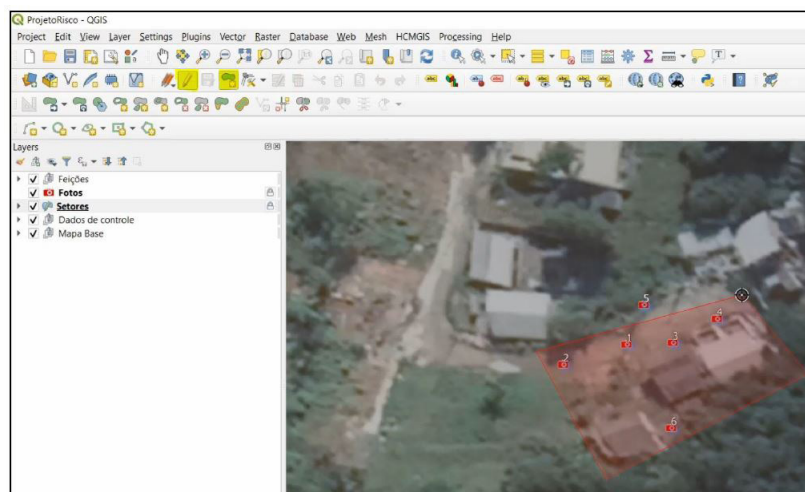 ProjetoRisco - QGIS
Project Edit View Layer Settings Plugins Vector Raster Database Web Mesh HCMGIS Processing Help
Layers
Feições
Fotos
Setores
Dados de controle
Mapa Base
5
4
1
3
2
6